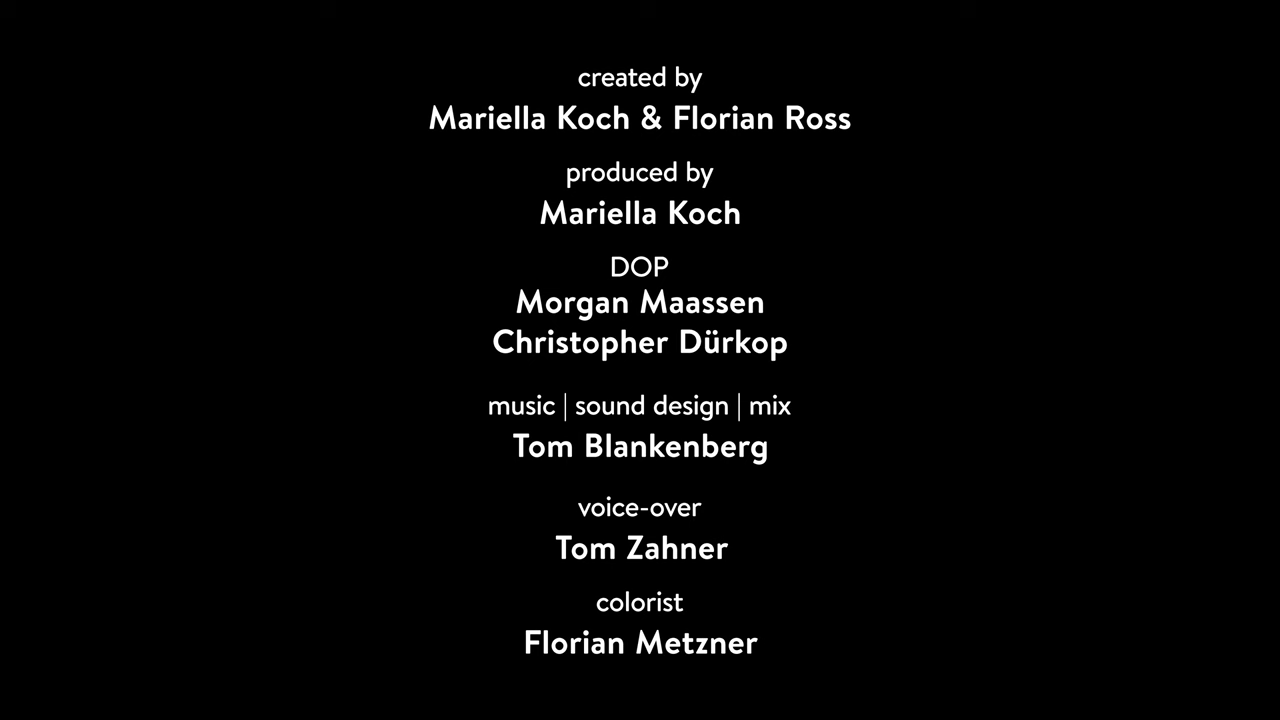 created by
Mariella Koch & Florian Ross
produced by
Mariella Koch
DOP
Morgan Maassen
Christopher Dürkop
music | sound design | mix
Tom Blankenberg
voice-over
Tom Zahner
colorist
Florian Metzner